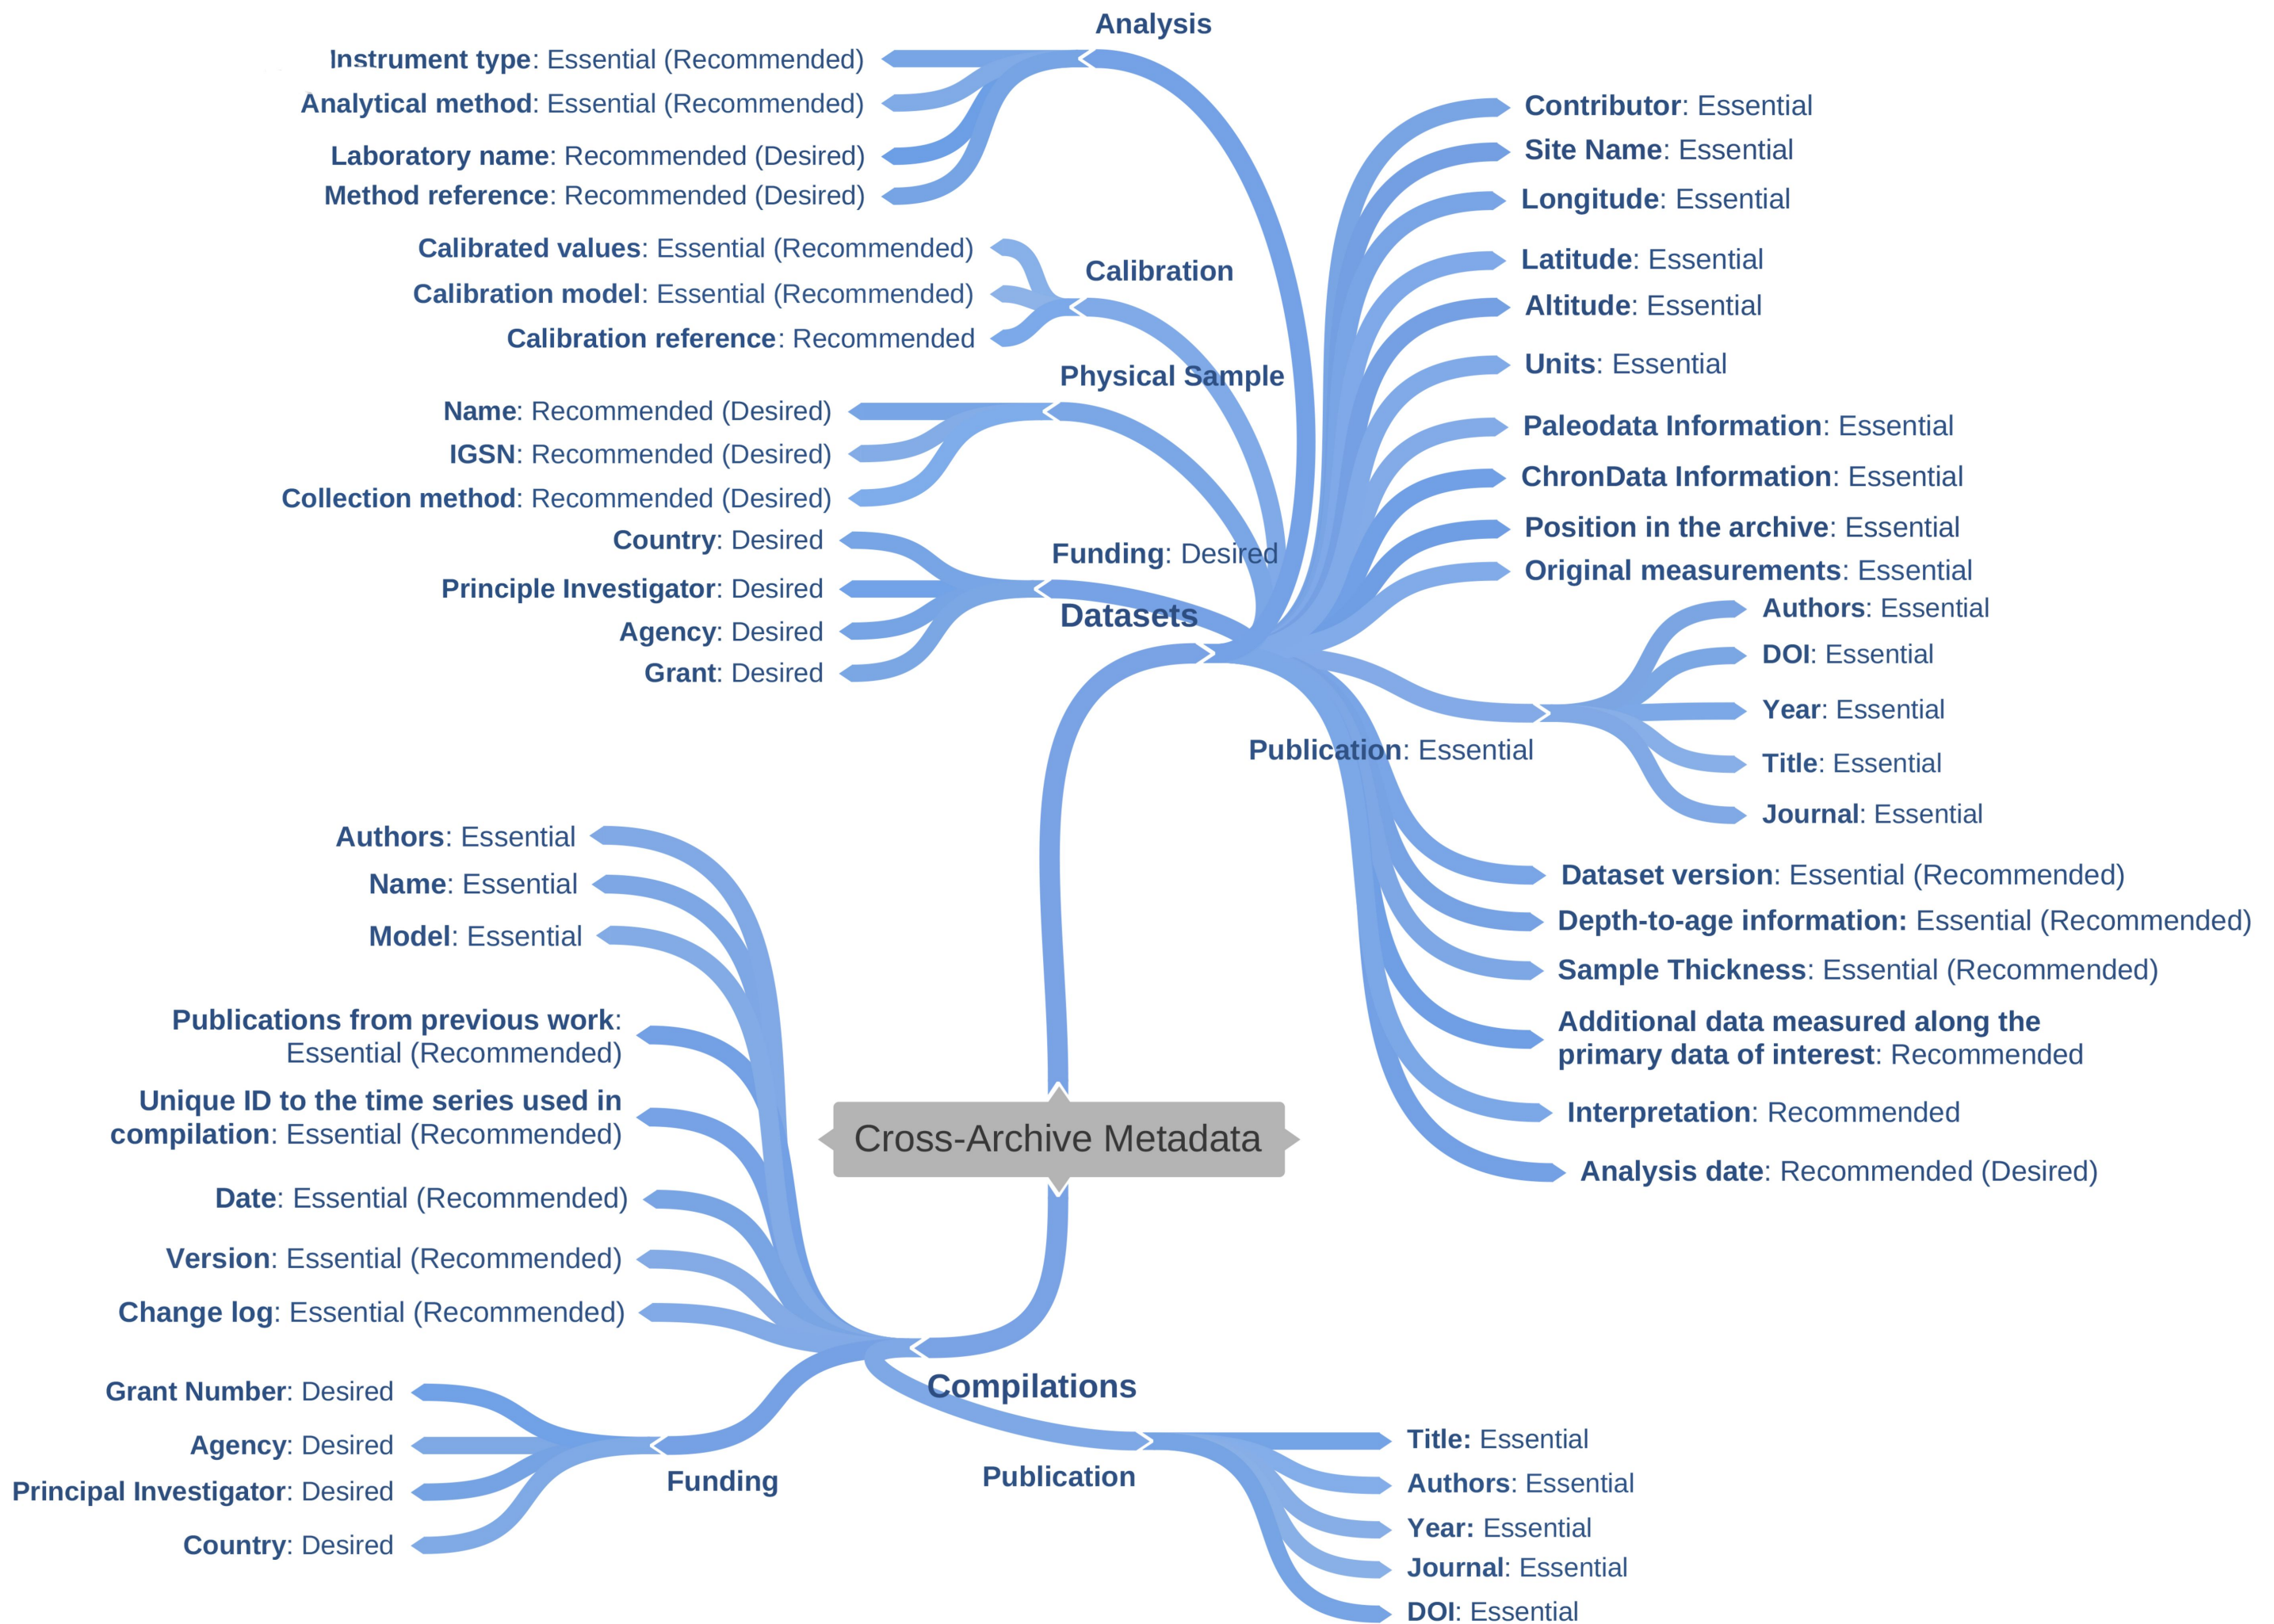 Analysis
Instrument type: Essential (Recommended)
Analytical method: Essential (Recommended)
Laboratory name: Recommended (Desired)
Method reference: Recommended (Desired)
Calibration
Calibrated values: Essential (Recommended)
Calibration model: Essential (Recommended)
Calibration reference: Recommended
Physical Sample
Name: Recommended (Desired)
IGSN: Recommended (Desired)
Collection method: Recommended (Desired)
Funding: Desired
Country: Desired
Principle Investigator: Desired
Agency: Desired
Grant: Desired
Datasets
Contributor: Essential
Site Name: Essential
Longitude: Essential
Latitude: Essential
Altitude: Essential
Units: Essential
Paleodata Information: Essential
ChronData Information: Essential
Position in the archive: Essential
Original measurements: Essential
Publication: Essential
Authors: Essential
DOI: Essential
Year: Essential
Title: Essential
Journal: Essential
Dataset version: Essential (Recommended)
Depth-to-age information: Essential (Recommended)
Sample Thickness: Essential (Recommended)
Additional data measured along the
primary data of interest: Recommended
Interpretation: Recommended
Analysis date: Recommended (Desired)
Cross-Archive Metadata
Authors: Essential
Name: Essential
Model: Essential
Publications from previous work:
Essential (Recommended)
Unique ID to the time series used in
compilation: Essential (Recommended)
Date: Essential (Recommended)
Version: Essential (Recommended)
Change log: Essential (Recommended)
Compilations
Funding
Grant Number: Desired
Agency: Desired
Principal Investigator: Desired
Country: Desired
Publication
Title: Essential
Authors: Essential
Year: Essential
Journal: Essential
DOI: Essential